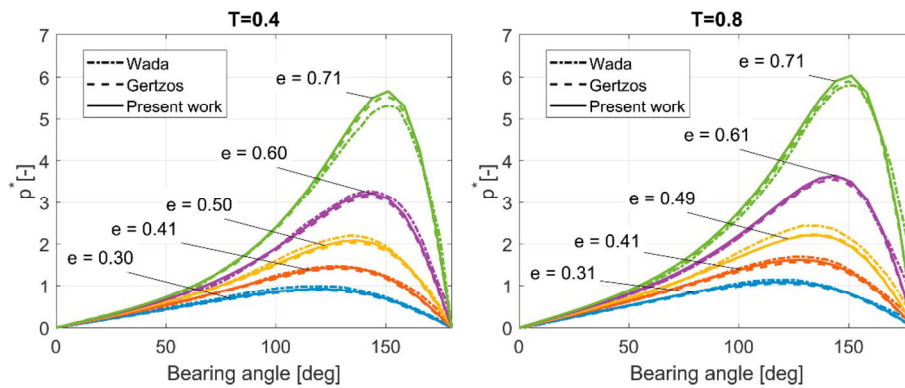 T=0.4
7
6
5
4
3
2
1
0
p* [-]
Wada
Gertzos
Present work
e = 0.71
e = 0.60
e = 0.50
e = 0.41
e = 0.30
0 50 100 150
Bearing angle [deg]
T=0.8
7
6
5
4
3
2
1
0
p* [-]
Wada
Gertzos
Present work
e = 0.71
e = 0.61
e = 0.49
e = 0.41
e = 0.31
0 50 100 150
Bearing angle [deg]